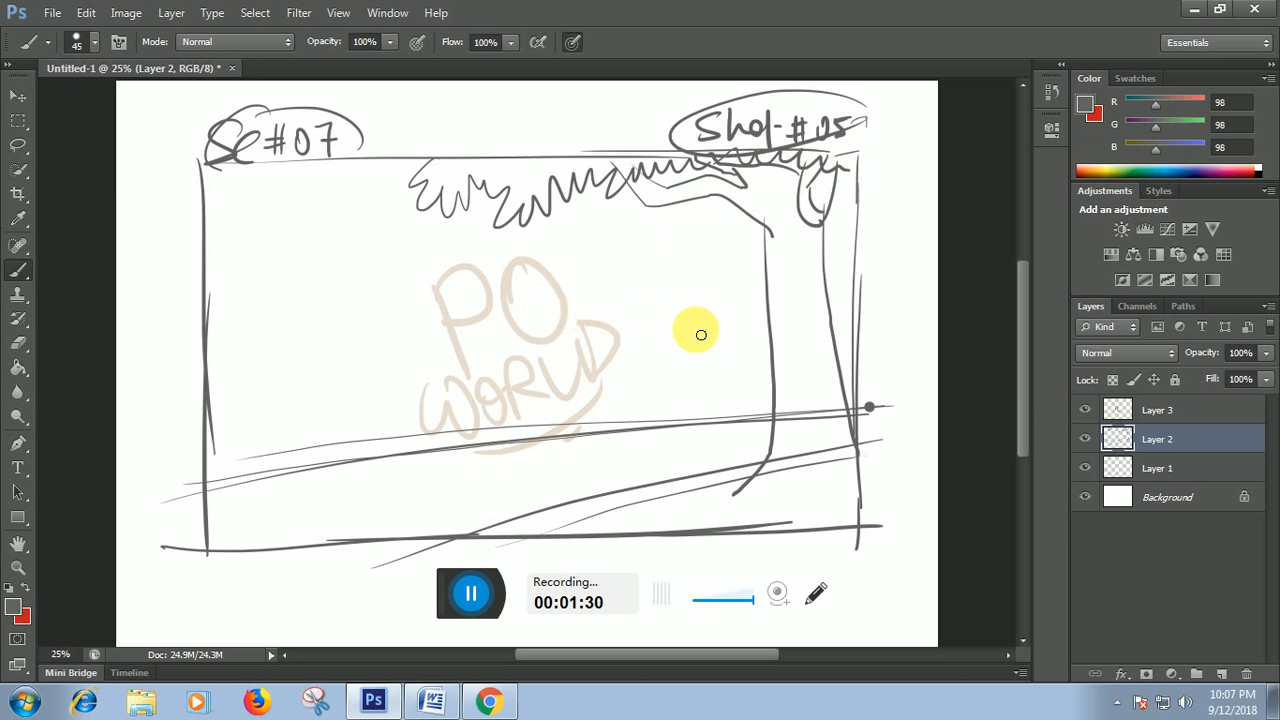 Ps File Edit Image Layer Type Select Filter View Window Help
45 Mode: Normal Opacity: 100% Flow: 100% Essentials
Untitled-1 @ 25% (Layer 2, RGB/8) * ×
Color Swatches
R 98
G 98
B 98
Adjustments Styles
Add an adjustment
Layers Channels Paths
Kind
Normal Opacity: 100%
Lock: Fill: 100%
Layer 3
Layer 2
Layer 1
Background
Sc #07
Shot-#05
PO
WORLD
Recording...
00:01:30
25% Doc: 24.9M/24.3M
Mini Bridge Timeline
10:07 PM
9/12/2018